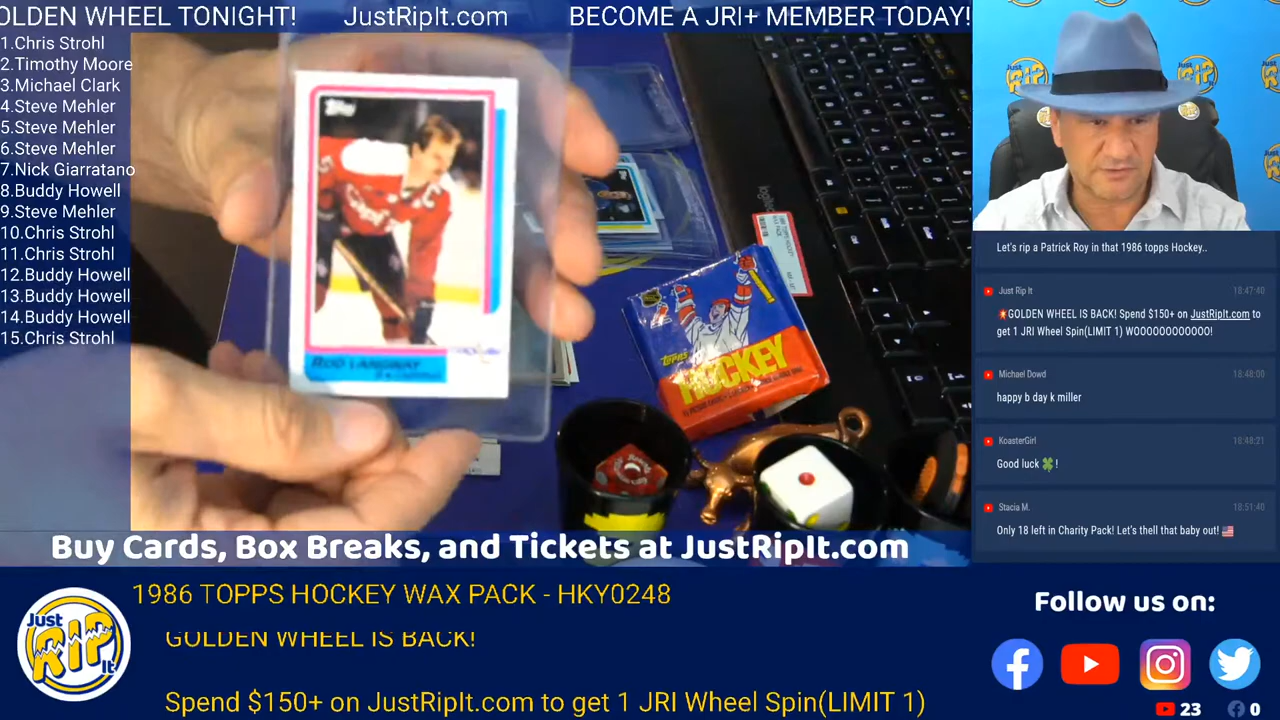 OLDEN WHEEL TONIGHT!
JustRipIt.com
BECOME A JRI+ MEMBER TODAY!
1.Chris Strohl
2.Timothy Moore
3.Michael Clark
4.Steve Mehler
5.Steve Mehler
6.Steve Mehler
7.Nick Giarratano
8.Buddy Howell
9.Steve Mehler
10.Chris Strohl
11.Chris Strohl
12.Buddy Howell
13.Buddy Howell
14.Buddy Howell
15.Chris Strohl
Topps
ROD LANGWAY
Topps
HOCKEY
Let's rip a Patrick Roy in that 1986 topps Hockey..
Just Rip It 18:47:40
💥GOLDEN WHEEL IS BACK! Spend $150+ on JustRipIt.com to
get 1 JRI Wheel Spin(LIMIT 1) WOOOOOOOOOOOO!
Michael Dowd 18:48:00
happy b day k miller
KoasterGirl 18:48:21
Good luck 🍀!
Stacia M. 18:51:40
Only 18 left in Charity Pack! Let's thell that baby out! 🇺🇸
Buy Cards, Box Breaks, and Tickets at JustRipIt.com
Just
RIP
It
1986 TOPPS HOCKEY WAX PACK - HKY0248
GOLDEN WHEEL IS BACK!
Spend $150+ on JustRipIt.com to get 1 JRI Wheel Spin(LIMIT 1)
Follow us on:
23
0